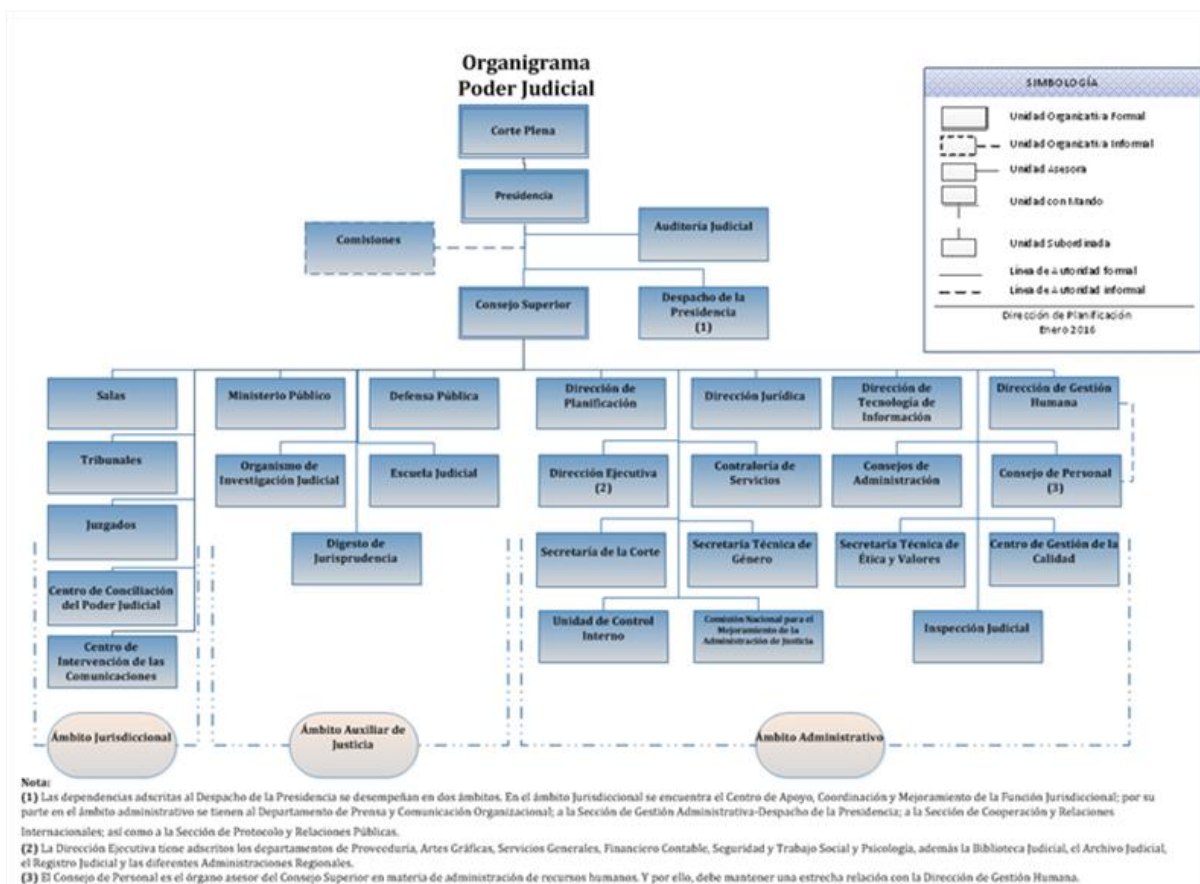 Organigrama
Poder Judicial
Corte Plena
Presidencia
Comisiones
Auditoría Judicial
Consejo Superior
Despacho de la
Presidencia
(1)
SIMBOLOGÍA
Unidad Organizativa Formal
Unidad Organizativa Informal
Unidad Asesora
Unidad con Mando
Unidad Subordinada
Línea de Autoridad formal
Línea de Autoridad informal
Dirección de Planificación
Enero 2016
Salas
Tribunales
Juzgados
Centro de Conciliación
del Poder Judicial
Centro de
Intervención de las
Comunicaciones
Ámbito Jurisdiccional
Ministerio Público
Defensa Pública
Organismo de
Investigación Judicial
Escuela Judicial
Digesto de
Jurisprudencia
Ámbito Auxiliar de
Justicia
Dirección de
Planificación
Dirección Jurídica
Dirección de
Tecnología de
Información
Dirección de Gestión
Humana
Dirección Ejecutiva
(2)
Contraloría de
Servicios
Consejos de
Administración
Consejo de Personal
(3)
Secretaría de la Corte
Secretaría Técnica de
Género
Secretaría Técnica de
Ética y Valores
Centro de Gestión de la
Calidad
Unidad de Control
Interno
Comisión Nacional para el
Mejoramiento de la
Administración de Justicia
Inspección Judicial
Ámbito Administrativo
Nota:
(1) Las dependencias adscritas al Despacho de la Presidencia se desempeñan en dos ámbitos. En el ámbito Jurisdiccional se encuentra el Centro de Apoyo, Coordinación y Mejoramiento de la Función Jurisdiccional; por su
parte en el ámbito administrativo se tienen al Departamento de Prensa y Comunicación Organizacional; a la Sección de Gestión Administrativa-Despacho de la Presidencia; a la Sección de Cooperación y Relaciones
Internacionales; así como a la Sección de Protocolo y Relaciones Públicas.
(2) La Dirección Ejecutiva tiene adscritos los departamentos de Proveeduría, Artes Gráficas, Servicios Generales, Financiero Contable, Seguridad y Trabajo Social y Psicología, además la Biblioteca Judicial, el Archivo Judicial,
el Registro Judicial y las diferentes Administraciones Regionales.
(3) El Consejo de Personal es el órgano asesor del Consejo Superior en materia de administración de recursos humanos. Y por ello, debe mantener una estrecha relación con la Dirección de Gestión Humana.